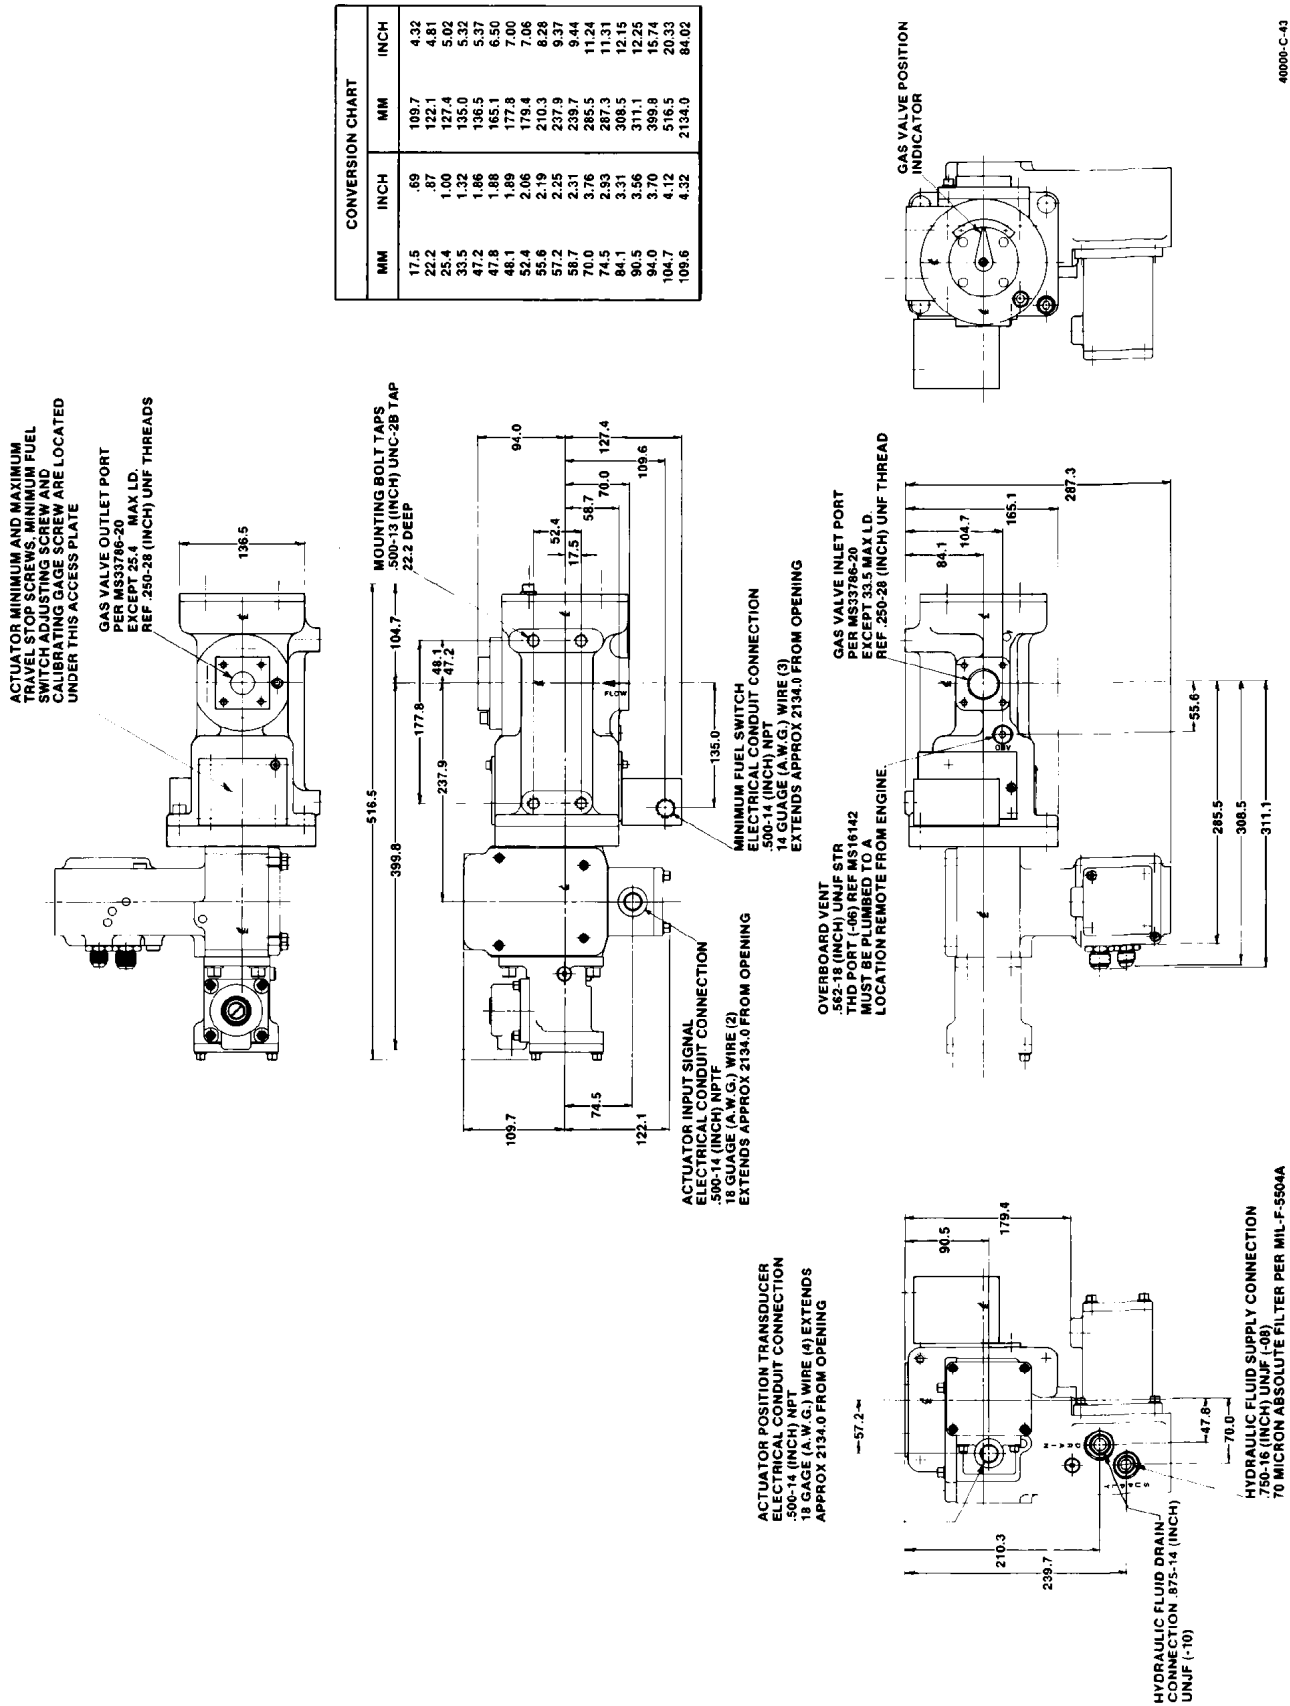 ACTUATOR MINIMUM AND MAXIMUM
TRAVEL STOP SCREWS, MINIMUM FUEL
SWITCH ADJUSTING SCREW AND
CALIBRATING GAGE SCREW ARE LOCATED
UNDER THIS ACCESS PLATE
GAS VALVE OUTLET PORT
PER MS33786-20
EXCEPT 25.4 MAX LD.
REF .250-28 (INCH) UNF THREADS
136.5
CONVERSION CHART
MM INCH MM INCH
17.5 .69 109.7 4.32
22.2 .87 122.1 4.81
25.4 1.00 127.4 5.02
33.5 1.32 135.0 5.32
47.2 1.86 136.5 5.37
47.8 1.88 165.1 6.50
48.1 1.89 177.8 7.00
52.4 2.06 179.4 7.06
55.6 2.19 210.3 8.28
57.2 2.25 237.9 9.37
58.7 2.31 239.7 9.44
70.0 3.76 285.5 11.24
74.5 2.93 287.3 11.31
84.1 3.31 308.5 12.15
90.5 3.56 311.1 12.25
94.0 3.70 399.8 15.74
104.7 4.12 516.5 20.33
109.6 4.32 2134.0 84.02
516.5
399.8
104.7
177.8
237.9
48.1
47.2
MOUNTING BOLT TAPS
.500-13 (INCH) UNC-2B TAP
22.2 DEEP
94.0
52.4
17.5
58.7
70.0
109.6
127.4
FLOW
135.0
109.7
74.5
122.1
MINIMUM FUEL SWITCH
ELECTRICAL CONDUIT CONNECTION
.500-14 (INCH) NPT
14 GUAGE (A.W.G.) WIRE (3)
EXTENDS APPROX 2134.0 FROM OPENING
ACTUATOR INPUT SIGNAL
ELECTRICAL CONDUIT CONNECTION
.500-14 (INCH) NPTF
18 GUAGE (A.W.G.) WIRE (2)
EXTENDS APPROX 2134.0 FROM OPENING
ACTUATOR POSITION TRANSDUCER
ELECTRICAL CONDUIT CONNECTION
.500-14 (INCH) NPT
18 GAGE (A.W.G.) WIRE (4) EXTENDS
APPROX 2134.0 FROM OPENING
57.2
90.5
179.4
DRAIN
SUPPLY
47.8
70.0
210.3
239.7
HYDRAULIC FLUID DRAIN
CONNECTION .875-14 (INCH)
UNJF (-10)
HYDRAULIC FLUID SUPPLY CONNECTION
.750-16 (INCH) UNJF (-08)
70 MICRON ABSOLUTE FILTER PER MIL-F-5504A
OVERBOARD VENT
.562-18 (INCH) UNJF STR
THD PORT (-06) REF MS16142
MUST BE PLUMBED TO A
LOCATION REMOTE FROM ENGINE.
GAS VALVE INLET PORT
PER MS33786-20
EXCEPT 33.5 MAX LD.
REF .250-28 (INCH) UNF THREAD
84.1
104.7
165.1
287.3
55.6
285.5
308.5
311.1
GAS VALVE POSITION
INDICATOR
40000-C-43